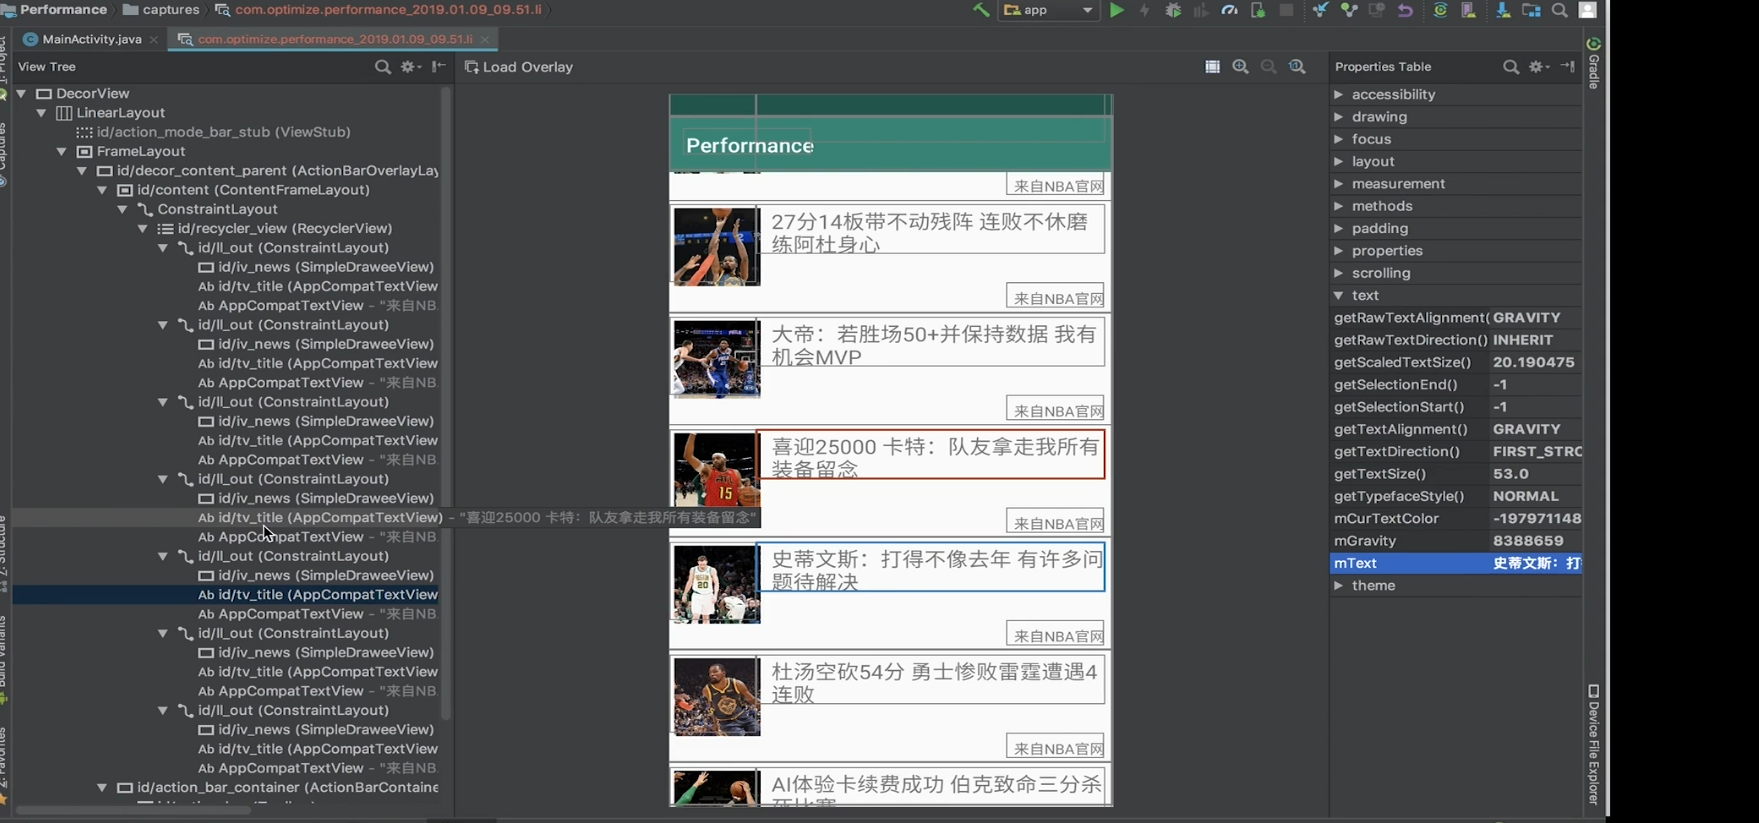 Performance captures com.optimize.performance_2019.01.09_09.51.li
app
MainActivity.java
com.optimize.performance_2019.01.09_09.51.li
View Tree
Load Overlay
Properties Table
DecorView
LinearLayout
id/action_mode_bar_stub (ViewStub)
FrameLayout
id/decor_content_parent (ActionBarOverlayLay
id/content (ContentFrameLayout)
ConstraintLayout
id/recycler_view (RecyclerView)
id/ll_out (ConstraintLayout)
id/iv_news (SimpleDraweeView)
Ab id/tv_title (AppCompatTextView
Ab AppCompatTextView - "来自NB
id/ll_out (ConstraintLayout)
id/iv_news (SimpleDraweeView)
Ab id/tv_title (AppCompatTextView
Ab AppCompatTextView - "来自NB
id/ll_out (ConstraintLayout)
id/iv_news (SimpleDraweeView)
Ab id/tv_title (AppCompatTextView
Ab AppCompatTextView - "来自NB
id/ll_out (ConstraintLayout)
id/iv_news (SimpleDraweeView)
Ab id/tv_title (AppCompatTextView) - "喜迎25000 卡特：队友拿走我所有装备留念"
Ab AppCompatTextView - "来自NB
id/ll_out (ConstraintLayout)
id/iv_news (SimpleDraweeView)
Ab id/tv_title (AppCompatTextView
Ab AppCompatTextView - "来自NB
id/ll_out (ConstraintLayout)
id/iv_news (SimpleDraweeView)
Ab id/tv_title (AppCompatTextView
Ab AppCompatTextView - "来自NB
id/ll_out (ConstraintLayout)
id/iv_news (SimpleDraweeView)
Ab id/tv_title (AppCompatTextView
Ab AppCompatTextView - "来自NB
id/action_bar_container (ActionBarContaine
Performance
来自NBA官网
27分14板带不动残阵 连败不休磨
练阿杜身心
来自NBA官网
大帝：若胜场50+并保持数据 我有
机会MVP
来自NBA官网
喜迎25000 卡特：队友拿走我所有
装备留念
15
来自NBA官网
史蒂文斯：打得不像去年 有许多问
题待解决
20
来自NBA官网
杜汤空砍54分 勇士惨败雷霆遭遇4
连败
来自NBA官网
AI体验卡续费成功 伯克致命三分杀
accessibility
drawing
focus
layout
measurement
methods
padding
properties
scrolling
text
getRawTextAlignment( GRAVITY
getRawTextDirection() INHERIT
getScaledTextSize() 20.190475
getSelectionEnd() -1
getSelectionStart() -1
getTextAlignment() GRAVITY
getTextDirection() FIRST_STRO
getTextSize() 53.0
getTypefaceStyle() NORMAL
mCurTextColor -197971148
mGravity 8388659
mText 史蒂文斯：打
theme
Gradle
Device File Explorer
Captures
Z: Structure
Build Variants
2: Favorites